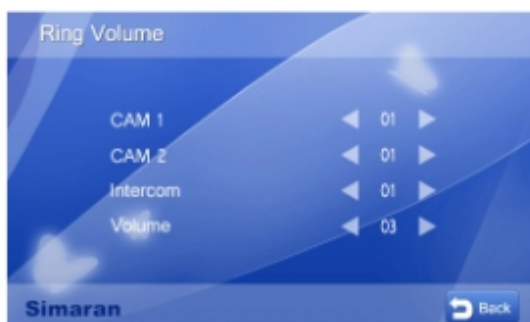 Ring Volume
CAM 1 01
CAM 2 01
Intercom 01
Volume 03
Simaran Back